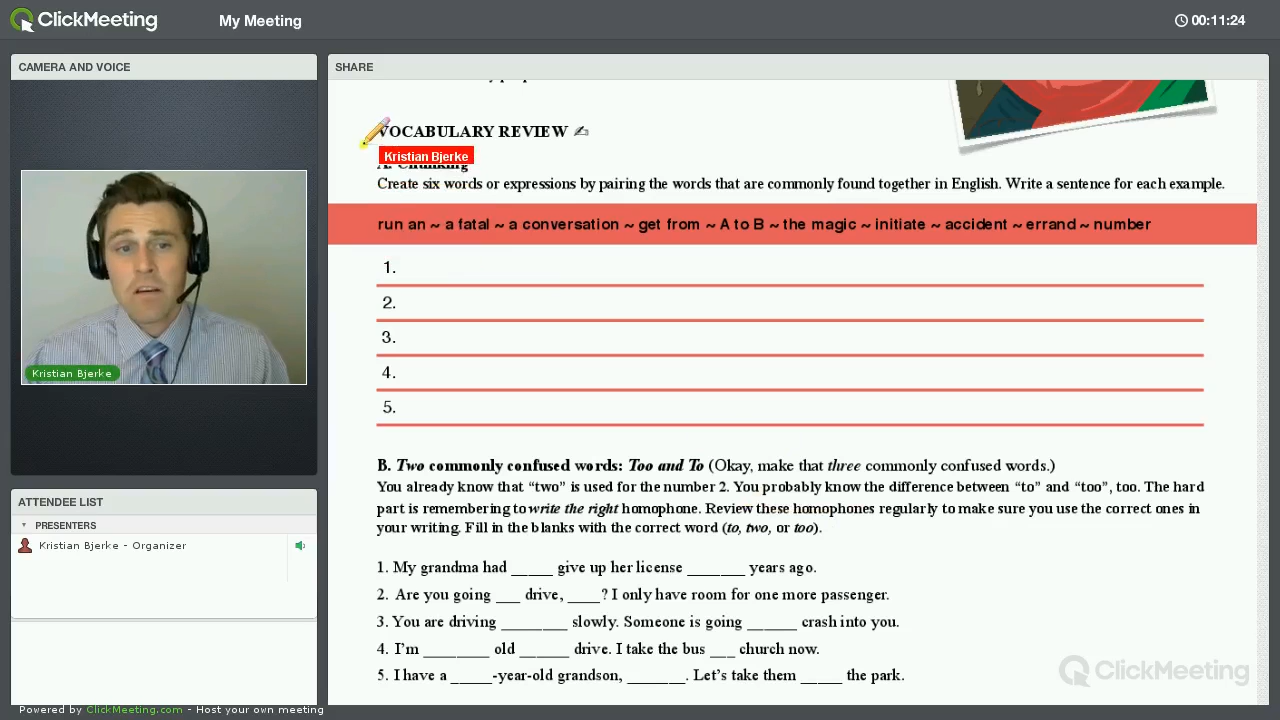 ClickMeeting
My Meeting
00:11:24
CAMERA AND VOICE
Kristian Bjerke
ATTENDEE LIST
PRESENTERS
Kristian Bjerke - Organizer
SHARE
VOCABULARY REVIEW ✍
Kristian Bjerke
A. Chunking
Create six words or expressions by pairing the words that are commonly found together in English. Write a sentence for each example.
run an ~ a fatal ~ a conversation ~ get from ~ A to B ~ the magic ~ initiate ~ accident ~ errand ~ number
1.
2.
3.
4.
5.
B. Two commonly confused words: Too and To (Okay, make that three commonly confused words.)
You already know that “two” is used for the number 2. You probably know the difference between “to” and “too”, too. The hard
part is remembering to write the right homophone. Review these homophones regularly to make sure you use the correct ones in
your writing. Fill in the blanks with the correct word (to, two, or too).
1. My grandma had _____ give up her license _______ years ago.
2. Are you going ___ drive, ____? I only have room for one more passenger.
3. You are driving ________ slowly. Someone is going ______ crash into you.
4. I’m ________ old ______ drive. I take the bus ___ church now.
5. I have a _____-year-old grandson, _______. Let’s take them _____ the park.
ClickMeeting
Powered by ClickMeeting.com - Host your own meeting